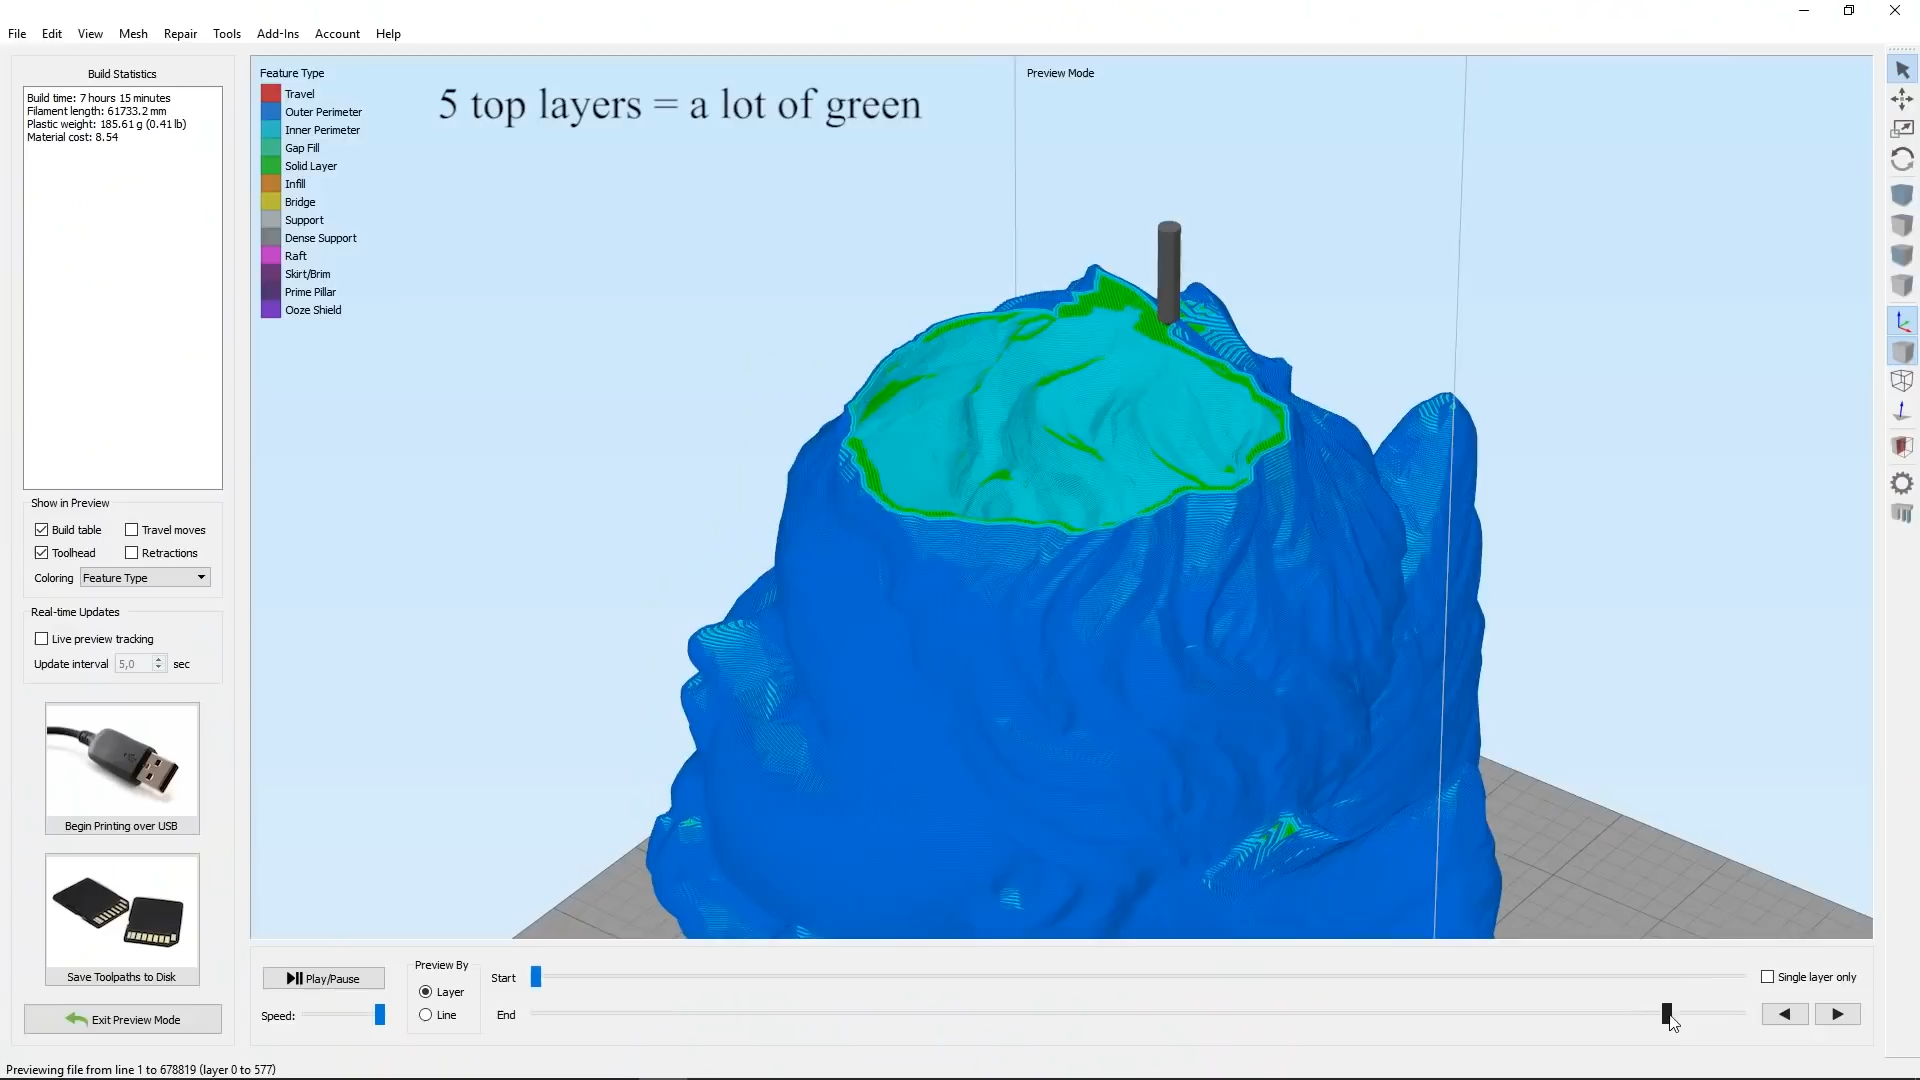 File Edit View Mesh Repair Tools Add-Ins Account Help
Build Statistics
Build time: 7 hours 15 minutes
Filament length: 61733.2 mm
Plastic weight: 185.61 g (0.41 lb)
Material cost: 8.54
Feature Type
Travel
Outer Perimeter
Inner Perimeter
Gap Fill
Solid Layer
Infill
Bridge
Support
Dense Support
Raft
Skirt/Brim
Prime Pillar
Ooze Shield
5 top layers = a lot of green
Preview Mode
Show in Preview
Build table Travel moves
Toolhead Retractions
Coloring Feature Type
Real-time Updates
Live preview tracking
Update interval 5,0 sec
Begin Printing over USB
Save Toolpaths to Disk
Exit Preview Mode
Play/Pause
Speed:
Preview By
Layer
Line
Start
End
Single layer only
Previewing file from line 1 to 678819 (layer 0 to 577)